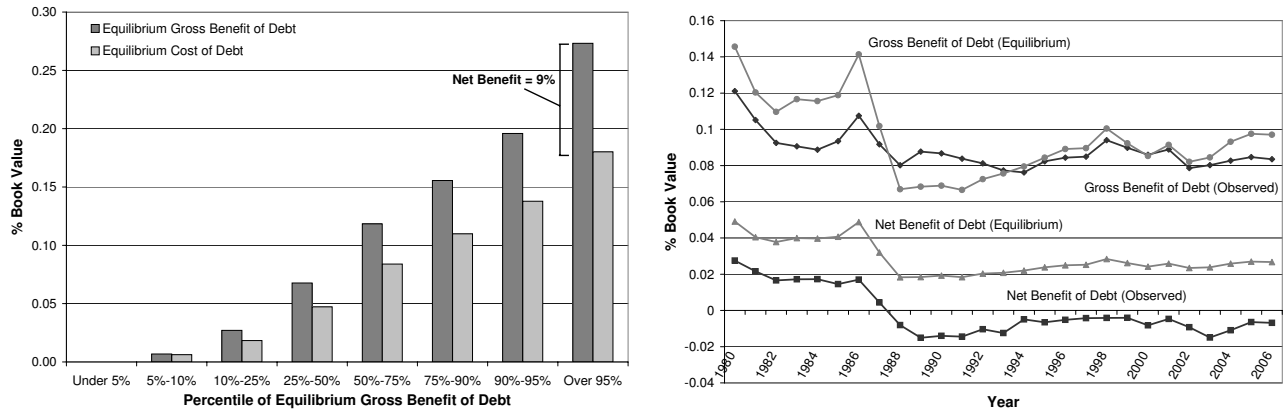 0.30
Equilibrium Gross Benefit of Debt
Equilibrium Cost of Debt
0.25
Net Benefit = 9%
0.20
0.15
0.10
0.05
0.00
% Book Value
Under 5% 5%-10% 10%-25% 25%-50% 50%-75% 75%-90% 90%-95% Over 95%
Percentile of Equilibrium Gross Benefit of Debt
0.16
Gross Benefit of Debt (Equilibrium)
0.14
0.12
0.1
0.08
Gross Benefit of Debt (Observed)
0.06
Net Benefit of Debt (Equilibrium)
0.04
0.02
Net Benefit of Debt (Observed)
0
-0.02
-0.04
% Book Value
1980 1982 1984 1986 1988 1990 1992 1994 1996 1998 2000 2002 2004 2006
Year